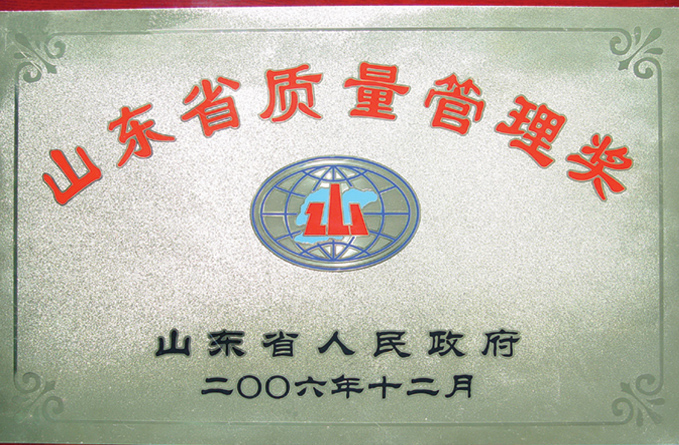 山东省质量管理奖
山
山东省人民政府
二〇〇六年十二月